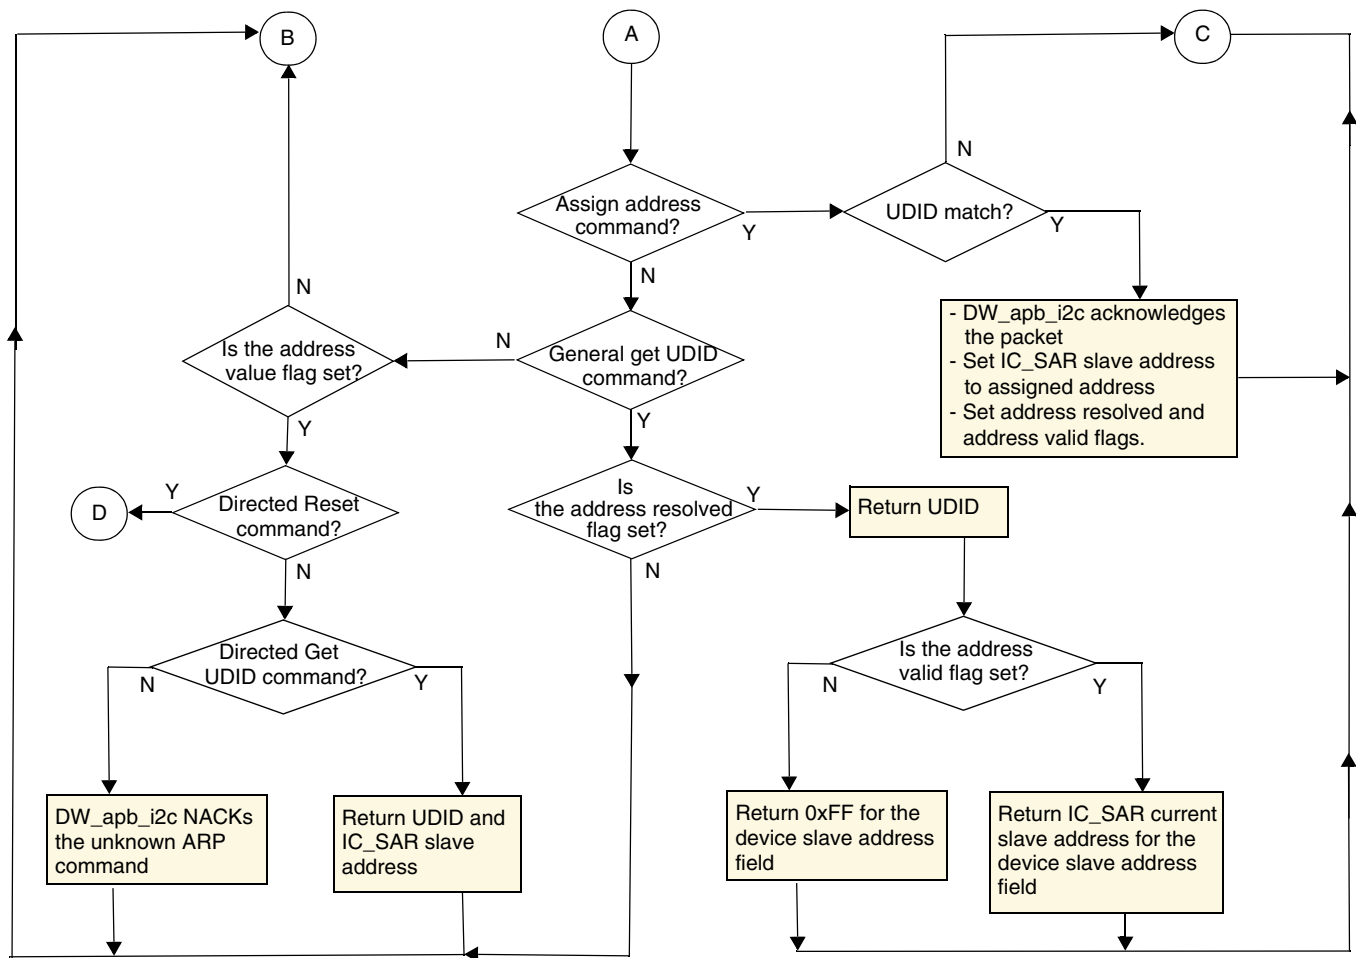 B
A
C
N
Assign address
command?
Y
UDID match?
Y
N
N
- DW_apb_i2c acknowledges
the packet
- Set IC_SAR slave address
to assigned address
- Set address resolved and
address valid flags.
Is the address
value flag set?
N
General get UDID
command?
Y
Y
D
Y
Directed Reset
command?
N
Is
the address resolved
flag set?
Y
N
Return UDID
Directed Get
UDID command?
N
Y
Is the address
valid flag set?
N
Y
DW_apb_i2c NACKs
the unknown ARP
command
Return UDID and
IC_SAR slave
address
Return 0xFF for the
device slave address
field
Return IC_SAR current
slave address for the
device slave address
field